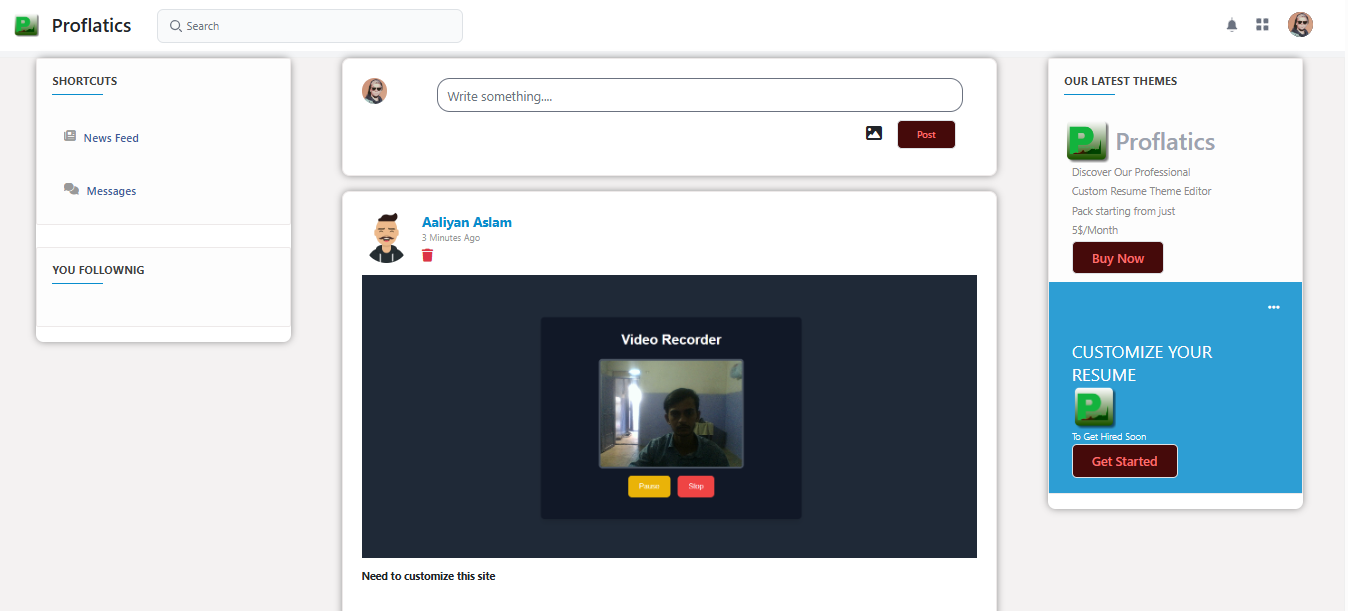 Proflatics
Search
SHORTCUTS
News Feed
Messages
YOU FOLLOWNIG
Write something....
Post
Aaliyan Aslam
3 Minutes Ago
Video Recorder
Pause
Stop
Need to customize this site
OUR LATEST THEMES
P Proflatics
Discover Our Professional
Custom Resume Theme Editor
Pack starting from just
5$/Month
Buy Now
CUSTOMIZE YOUR
RESUME
P
To Get Hired Soon
Get Started